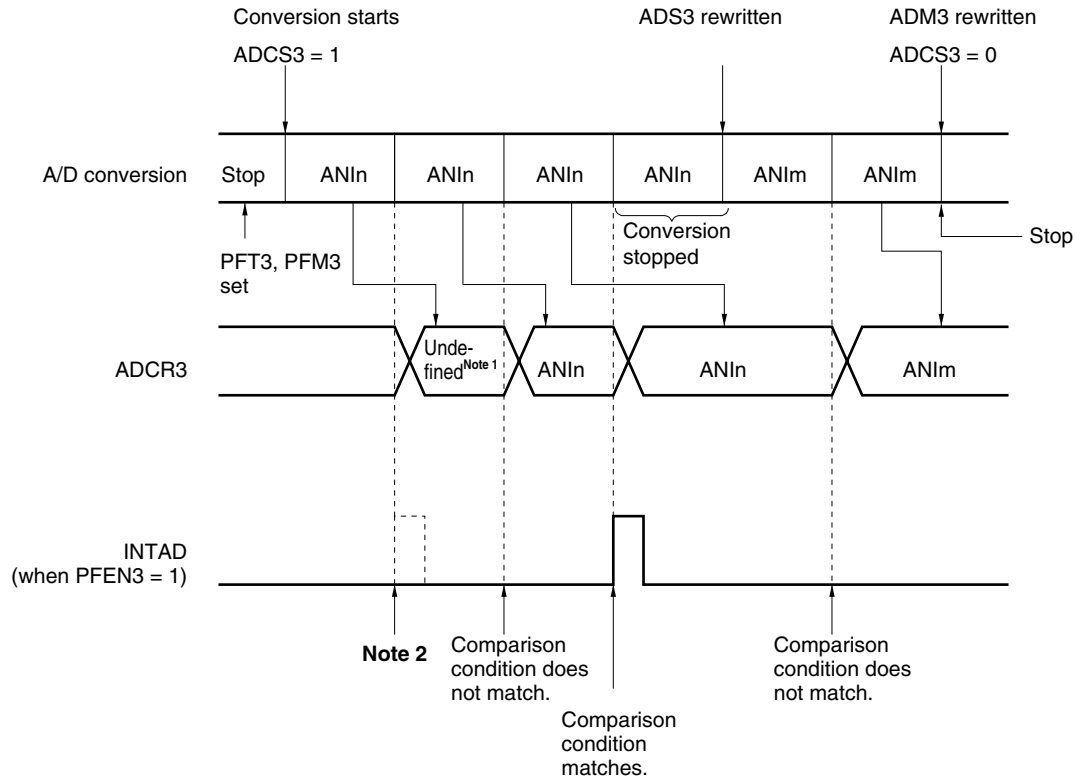 Conversion starts
ADCS3 = 1
ADS3 rewritten
ADM3 rewritten
ADCS3 = 0
A/D conversion
Stop
ANIn
ANIn
ANIn
ANIn
ANIm
ANIm
PFT3, PFM3
set
Conversion
stopped
Stop
ADCR3
Unde-
finedNote 1
ANIn
ANIn
ANIm
INTAD
(when PFEN3 = 1)
Note 2
Comparison
condition does
not match.
Comparison
condition
matches.
Comparison
condition does
not match.